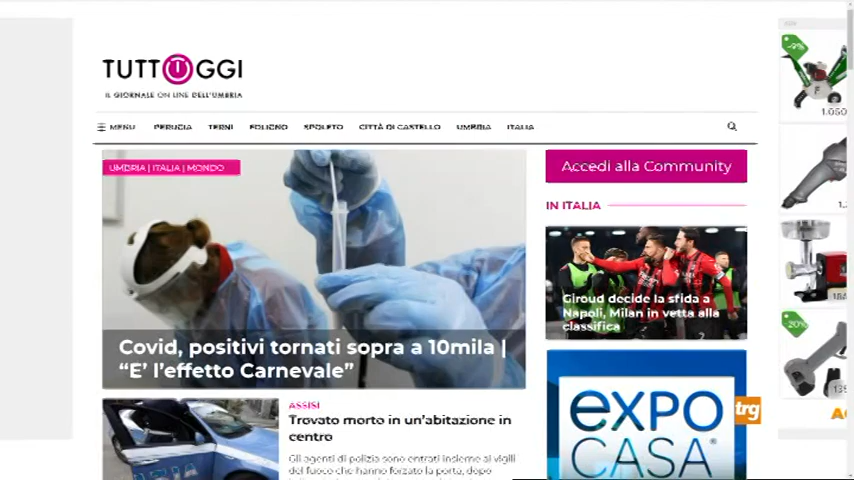 TUTTOGGI
IL GIORNALE ON LINE DELL'UMBRIA
MENU PERUGIA TERNI FOLIGNO SPOLETO CITTÀ DI CASTELLO UMBRIA ITALIA
UMBRIA | ITALIA | MONDO
Covid, positivi tornati sopra a 10mila |
"E' l'effetto Carnevale"
ASSISI
Trovato morto in un'abitazione in
centro
Gli agenti di polizia sono entrati insieme ai vigili
del fuoco che hanno forzato la porta, dopo
Accedi alla Community
IN ITALIA
Giroud decide la sfida a
Napoli, Milan in vetta alla
classifica
EXPO
CASA®
trg
ADV
1.050
20%